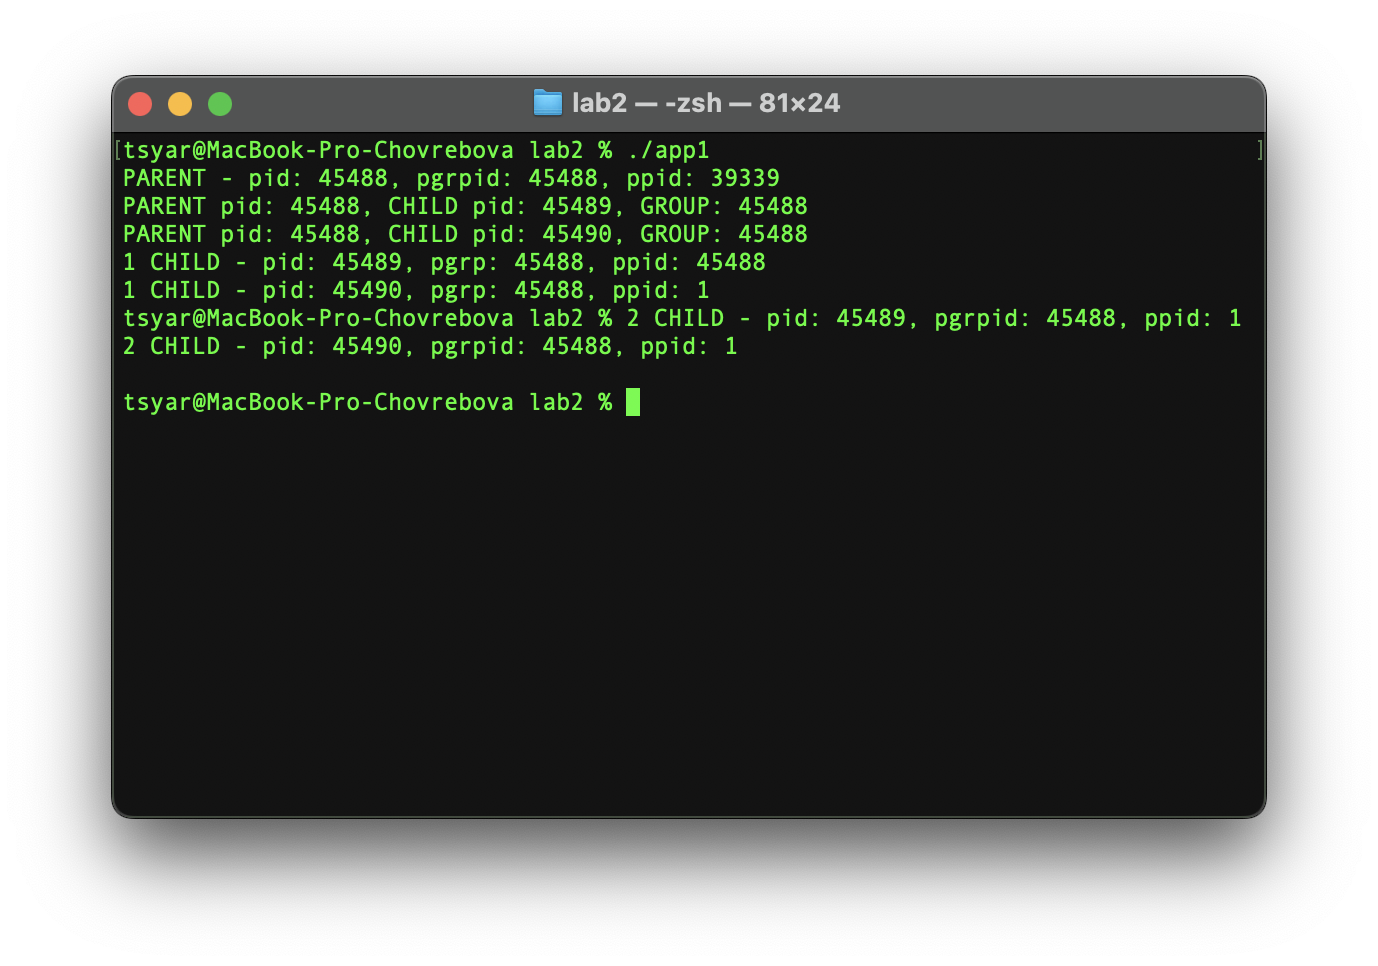 lab2 — -zsh — 81×24
[tsyar@MacBook-Pro-Chovrebova lab2 % ./app1 ]
PARENT - pid: 45488, pgrpid: 45488, ppid: 39339
PARENT pid: 45488, CHILD pid: 45489, GROUP: 45488
PARENT pid: 45488, CHILD pid: 45490, GROUP: 45488
1 CHILD - pid: 45489, pgrp: 45488, ppid: 45488
1 CHILD - pid: 45490, pgrp: 45488, ppid: 1
tsyar@MacBook-Pro-Chovrebova lab2 % 2 CHILD - pid: 45489, pgrpid: 45488, ppid: 1
2 CHILD - pid: 45490, pgrpid: 45488, ppid: 1
tsyar@MacBook-Pro-Chovrebova lab2 %